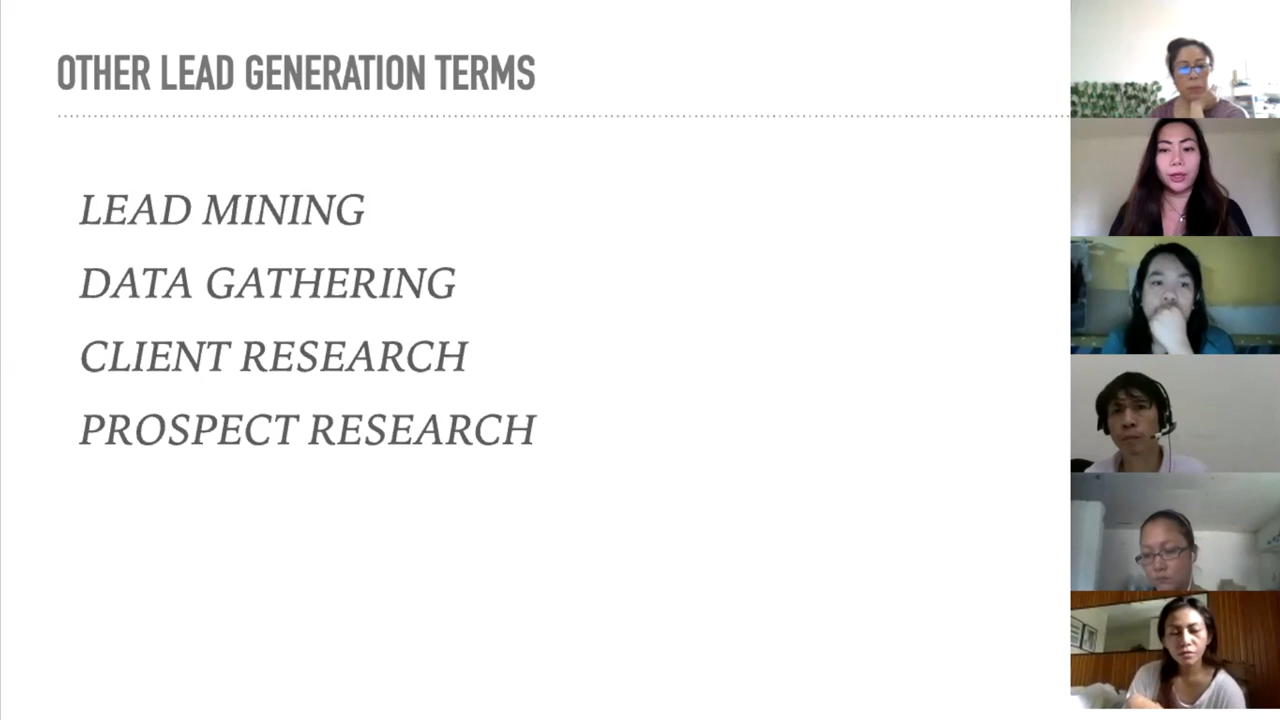 OTHER LEAD GENERATION TERMS
LEAD MINING
DATA GATHERING
CLIENT RESEARCH
PROSPECT RESEARCH